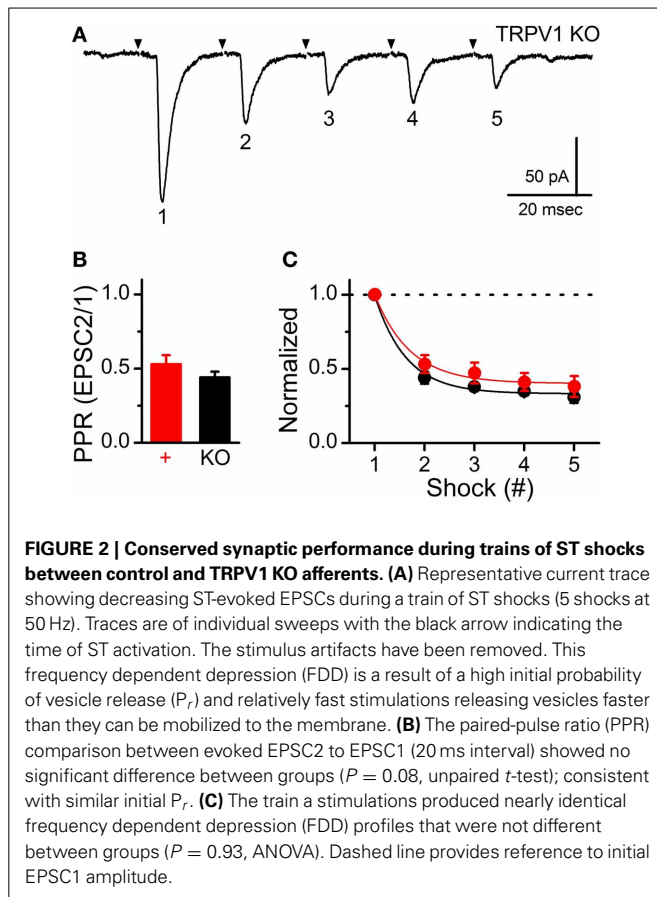 A
TRPV1 KO
1
2
3
4
5
50 pA
20 msec
B
PPR (EPSC2/1)
1.0
0.5
0.0
+
KO
C
Normalized
1.0
0.5
0.0
1 2 3 4 5
Shock (#)
FIGURE 2 | Conserved synaptic performance during trains of ST shocks
between control and TRPV1 KO afferents. (A) Representative current trace
showing decreasing ST-evoked EPSCs during a train of ST shocks (5 shocks at
50 Hz). Traces are of individual sweeps with the black arrow indicating the
time of ST activation. The stimulus artifacts have been removed. This
frequency dependent depression (FDD) is a result of a high initial probability
of vesicle release (Pr) and relatively fast stimulations releasing vesicles faster
than they can be mobilized to the membrane. (B) The paired-pulse ratio (PPR)
comparison between evoked EPSC2 to EPSC1 (20 ms interval) showed no
significant difference between groups (P = 0.08, unpaired t-test); consistent
with similar initial Pr. (C) The train a stimulations produced nearly identical
frequency dependent depression (FDD) profiles that were not different
between groups (P = 0.93, ANOVA). Dashed line provides reference to initial
EPSC1 amplitude.